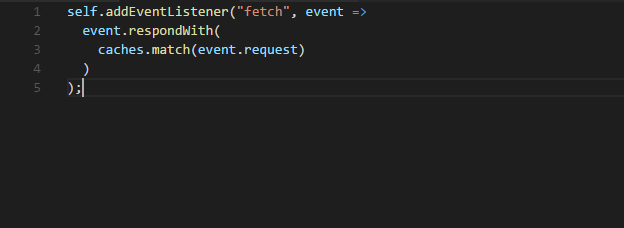 1 self.addEventListener("fetch", event =>
2   event.respondWith(
3     caches.match(event.request)
4   )
5 );